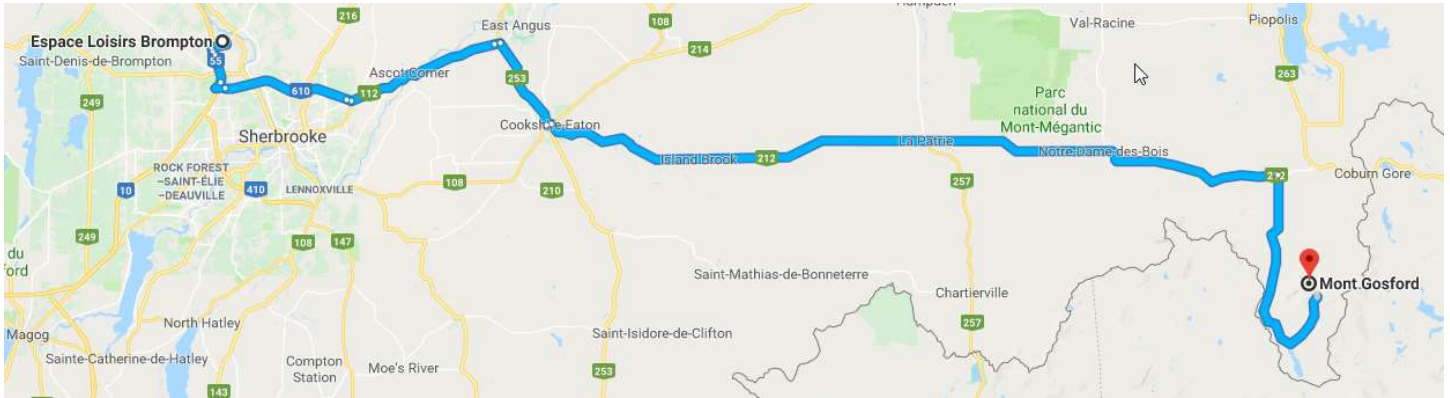 216
East Angus
108
Val-Racine
Piopolis
Espace Loisirs Brompton
Saint-Denis-de-Brompton
55
214
263
Ascot Corner
253
249
610
112
Parc
national du
Mont-Mégantic
Cookshire-Eaton
Sherbrooke
La Patrie
Notre-Dame-des-Bois
Island Brook
212
212
Coburn Gore
ROCK FOREST
–SAINT-ÉLIE
–DEAUVILLE
10
410
LENNOXVILLE
108
210
257
249
108
147
du
ford
Saint-Mathias-de-Bonneterre
Mont Gosford
Chartierville
North Hatley
257
Magog
Saint-Isidore-de-Clifton
Sainte-Catherine-de-Hatley
Compton
Station
Moe's River
253
143